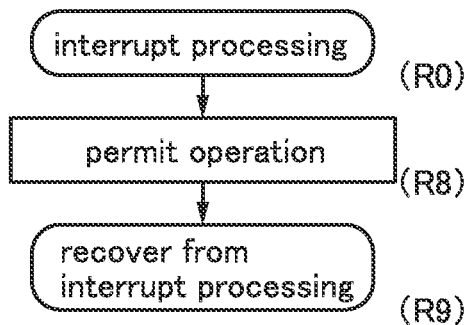 interrupt processing
(R0)
permit operation
(R8)
recover from
interrupt processing
(R9)